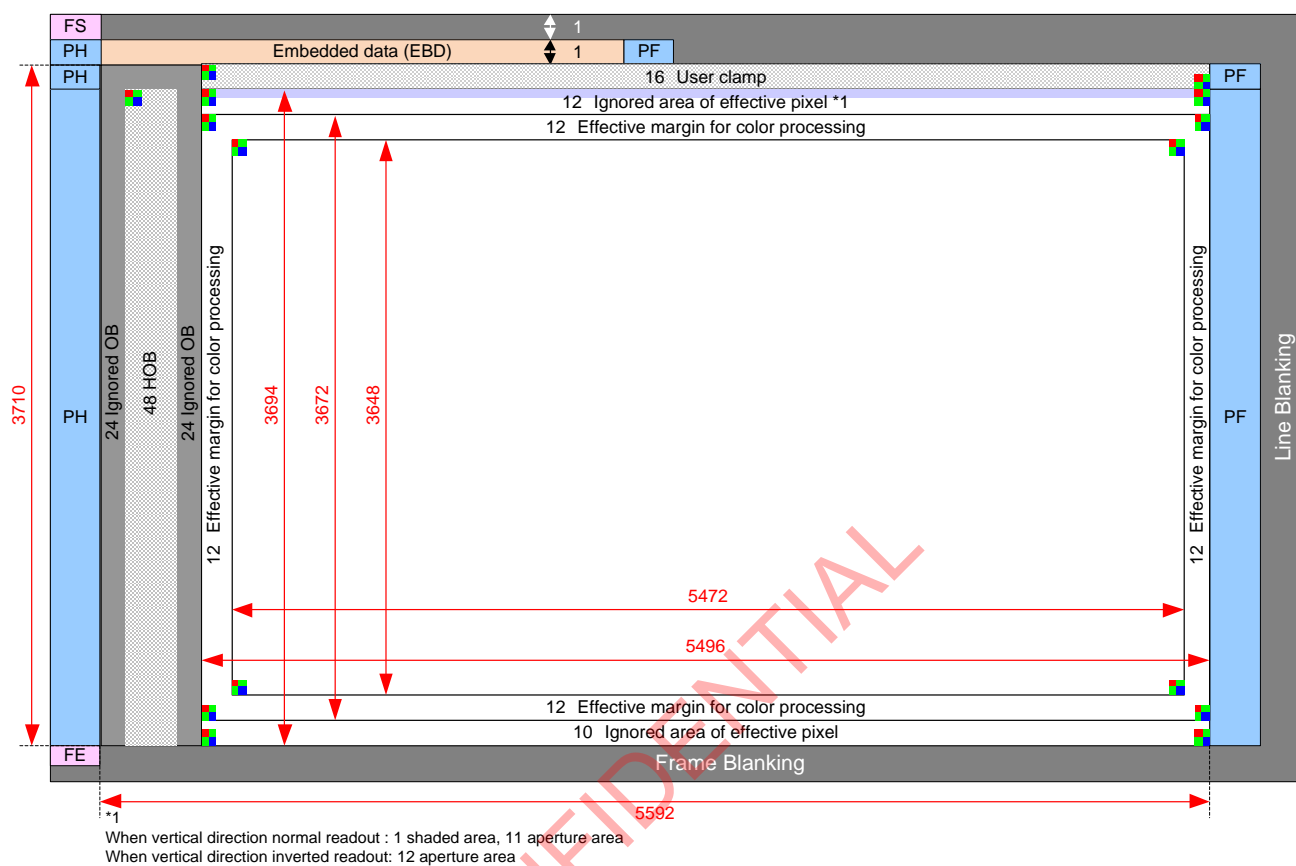 FS
1
PH
Embedded data (EBD)
1
PF
PH
16 User clamp
PF
12 Ignored area of effective pixel *1
12 Effective margin for color processing
3710
PH
24 Ignored OB
48 HOB
24 Ignored OB
12 Effective margin for color processing
3694
3672
3648
12 Effective margin for color processing
PF
Line Blanking
5472
5496
12 Effective margin for color processing
10 Ignored area of effective pixel
FE
Frame Blanking
5592
*1
When vertical direction normal readout : 1 shaded area, 11 aperture area
When vertical direction inverted readout: 12 aperture area
FIDENTIAL